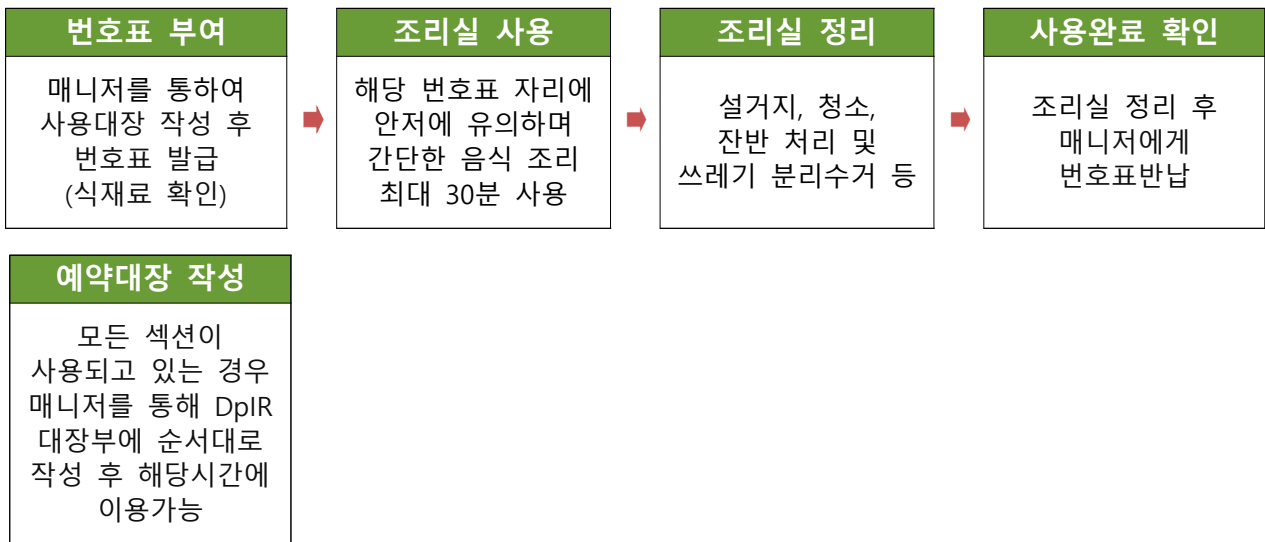 번호표 부여
매니저를 통하여
사용대장 작성 후
번호표 발급
(식재료 확인)
조리실 사용
해당 번호표 자리에
안저에 유의하며
간단한 음식 조리
최대 30분 사용
조리실 정리
설거지, 청소,
잔반 처리 및
쓰레기 분리수거 등
사용완료 확인
조리실 정리 후
매니저에게
번호표반납
예약대장 작성
모든 섹션이
사용되고 있는 경우
매니저를 통해 DpIR
대장부에 순서대로
작성 후 해당시간에
이용가능